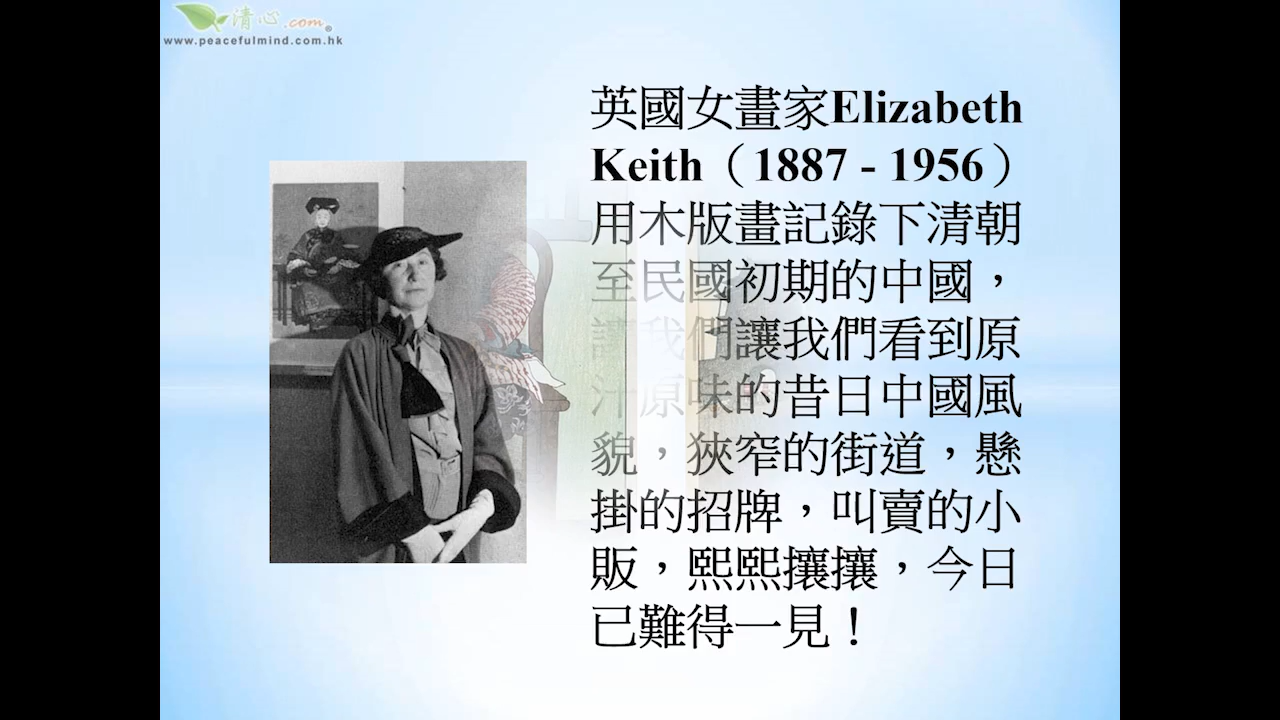 清心.com®
www.peacefulmind.com.hk
英國女畫家Elizabeth
Keith（1887 - 1956）
用木版畫記錄下清朝
至民國初期的中國，
讓我們讓我們看到原
汁原味的昔日中國風
貌，狹窄的街道，懸
掛的招牌，叫賣的小
販，熙熙攘攘，今日
已難得一見！